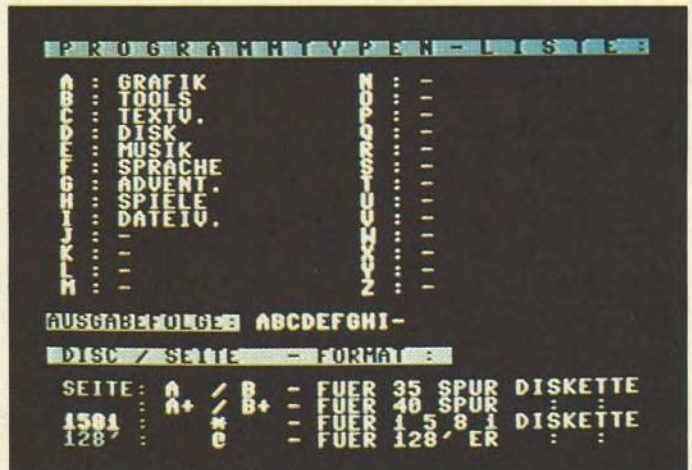 PROGRAMMTYPEN-LISTE:
A : GRAFIK N : -
B : TOOLS O : -
C : TEXTV. P : -
D : DISK Q : -
E : MUSIK R : -
F : SPRACHE S : -
G : ADVENT. T : -
H : SPIELE U : -
I : DATEIV. V : -
J : - W : -
K : - X : -
L : - Y : -
M : - Z : -
AUSGABEFOLGE: ABCDEFGHI-
DISC / SEITE - FORMAT :
SEITE: A / B - FUER 35 SPUR DISKETTE
: A+ / B+ - FUER 40 SPUR : :
1581 : * - FUER 1 5 8 1 DISKETTE
128' : @ - FUER 128'ER : :